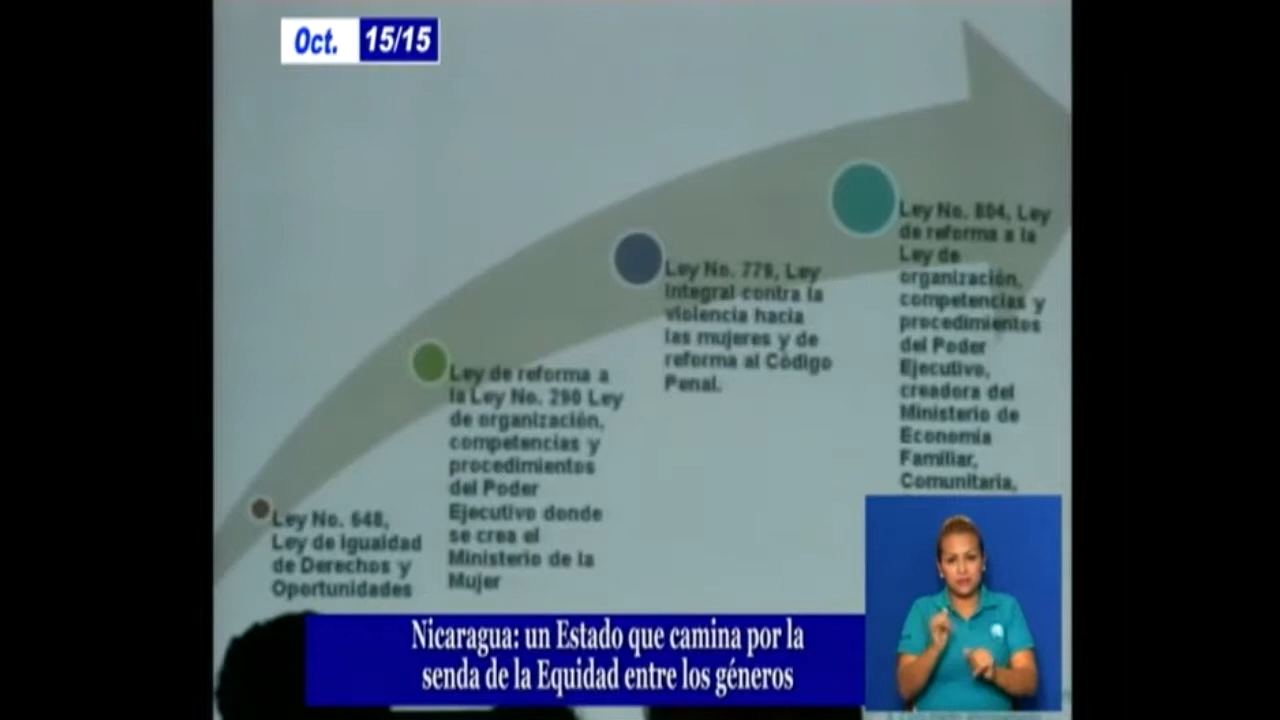 Oct. 15/15
Ley No. 648,
Ley de Igualdad
de Derechos y
Oportunidades
Ley de reforma a
la Ley No. 290 Ley
de organización,
competencias y
procedimientos
del Poder
Ejecutivo donde
se crea el
Ministerio de la
Mujer
Ley No. 779, Ley
Integral contra la
violencia hacia
las mujeres y de
reforma al Código
Penal.
Ley No. 804, Ley
de reforma a la
Ley de
organización,
competencias y
procedimientos
del Poder
Ejecutivo,
creadora del
Ministerio de
Economía
Familiar,
Comunitaria,
Nicaragua: un Estado que camina por la
senda de la Equidad entre los géneros